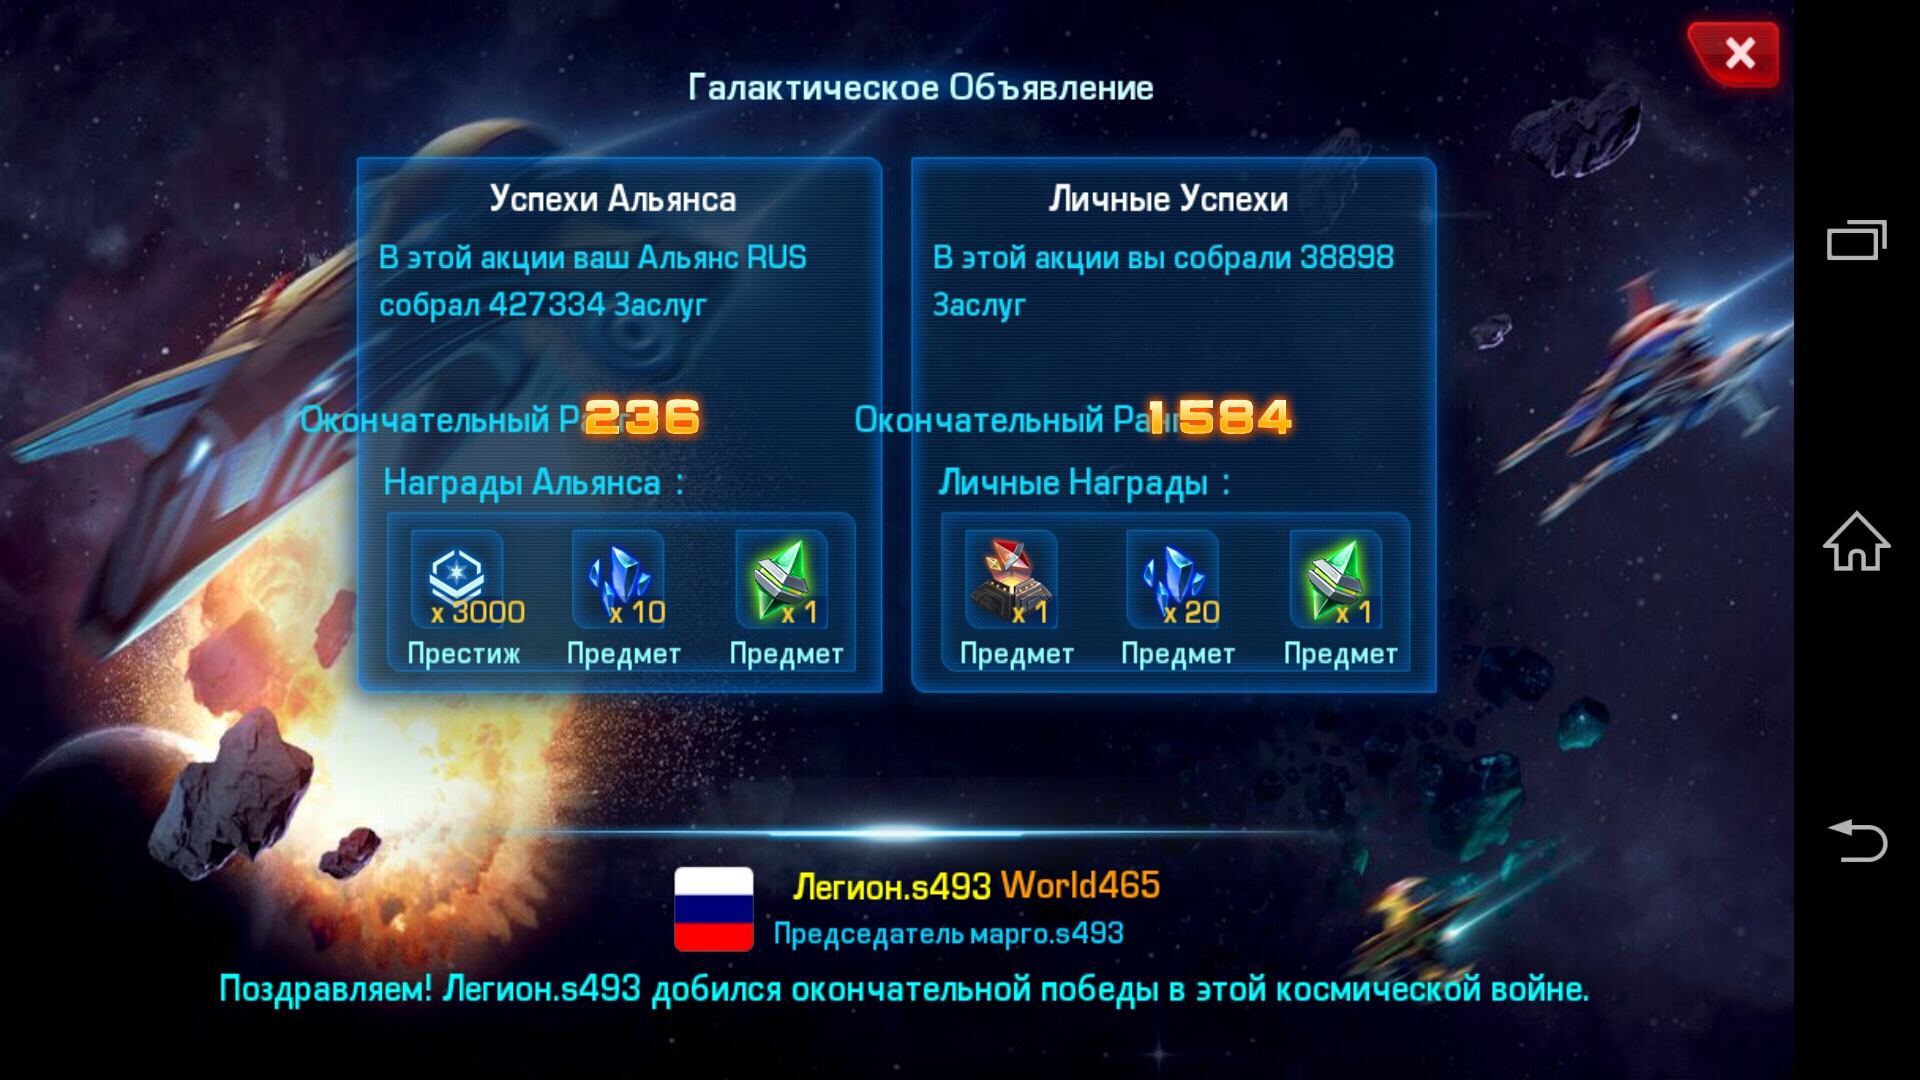 Галактическое Объявление
Успехи Альянса
В этой акции ваш Альянс RUS
собрал 427334 Заслуг
Окончательный 236
Награды Альянса :
x 3000
x 10
x 1
Престиж
Предмет
Предмет
Личные Успехи
В этой акции вы собрали 38898
Заслуг
Окончательный Ранг 1584
Личные Награды :
x 1
x 20
x 1
Предмет
Предмет
Предмет
Легион.s493 World465
Председатель марго.s493
Поздравляем! Легион.s493 добился окончательной победы в этой космической войне.